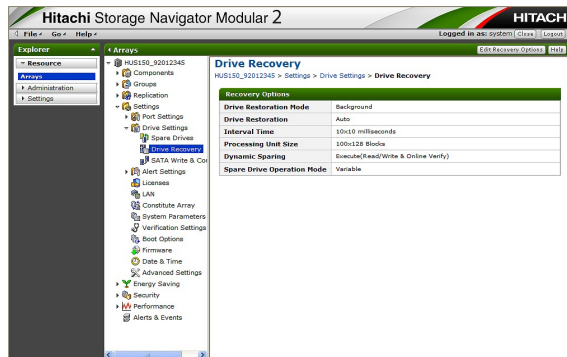 Hitachi Storage Navigator Modular 2
HITACHI
File Go Help
Logged in as: system Close Logout
Explorer
Resource
Arrays
Administration
Settings
Arrays
HUS150_92012345
Components
Groups
Replication
Settings
Port Settings
Drive Settings
Spare Drives
Drive Recovery
SATA Write & Co
Alert Settings
Licenses
LAN
Constitute Array
System Parameters
Verification Settings
Boot Options
Firmware
Date & Time
Advanced Settings
Energy Saving
Security
Performance
Alerts & Events
Edit Recovery Options Help
Drive Recovery
HUS150_92012345 > Settings > Drive Settings > Drive Recovery
Recovery Options
Drive Restoration Mode Background
Drive Restoration Auto
Interval Time 10x10 milliseconds
Processing Unit Size 100x128 Blocks
Dynamic Sparing Execute(Read/Write & Online Verify)
Spare Drive Operation Mode Variable